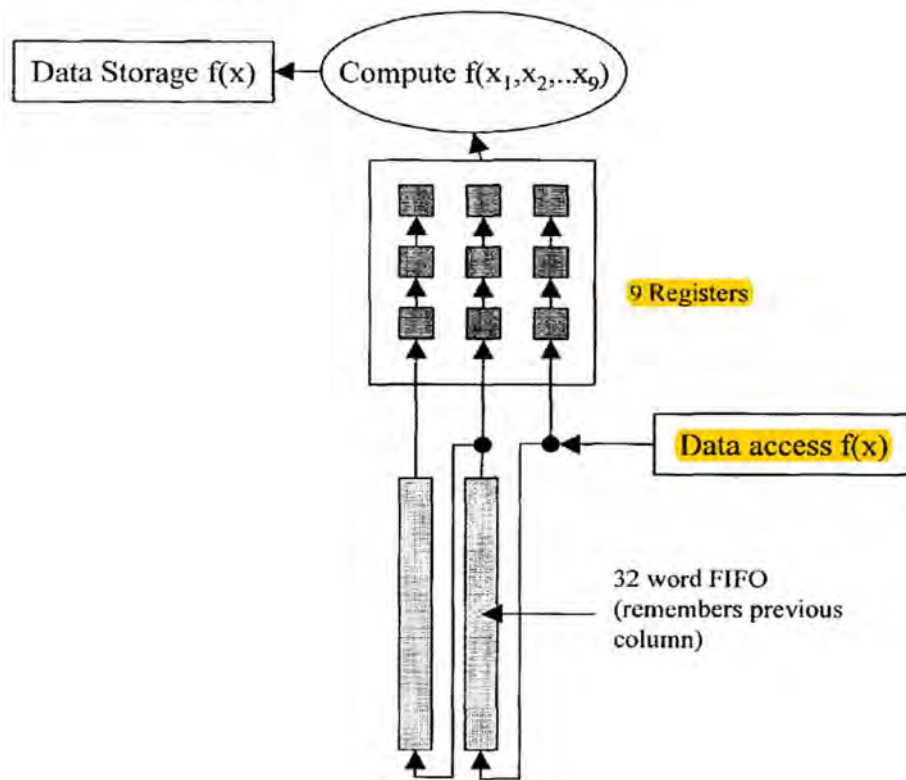 Data Storage f(x)
Compute f(x₁,x₂,..x₉)
9 Registers
Data access f(x)
32 word FIFO
(remembers previous
column)